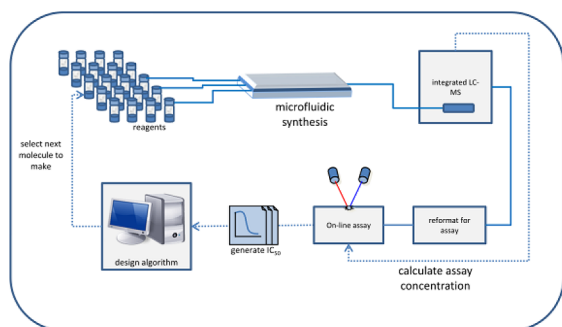 reagents
microfluidic
synthesis
integrated LC-
MS
select next
molecule to
make
design algorithm
generate IC50
On-line assay
reformat for
assay
calculate assay
concentration